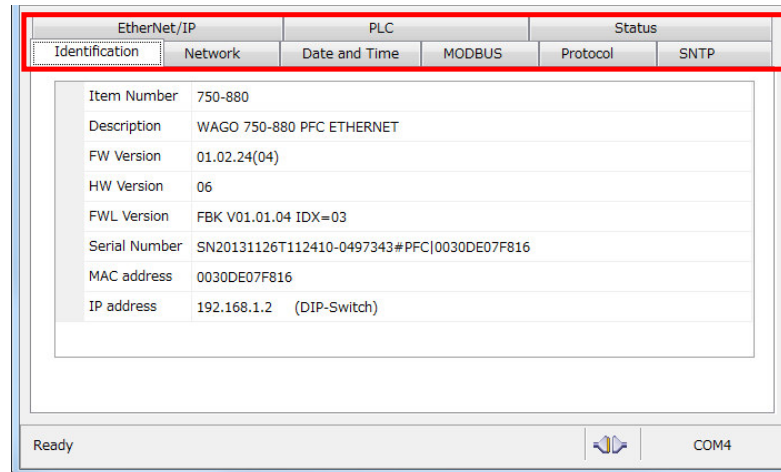 EtherNet/IP PLC Status
Identification Network Date and Time MODBUS Protocol SNTP
Item Number 750-880
Description WAGO 750-880 PFC ETHERNET
FW Version 01.02.24(04)
HW Version 06
FWL Version FBK V01.01.04 IDX=03
Serial Number SN20131126T112410-0497343#PFC|0030DE07F816
MAC address 0030DE07F816
IP address 192.168.1.2 (DIP-Switch)
Ready COM4